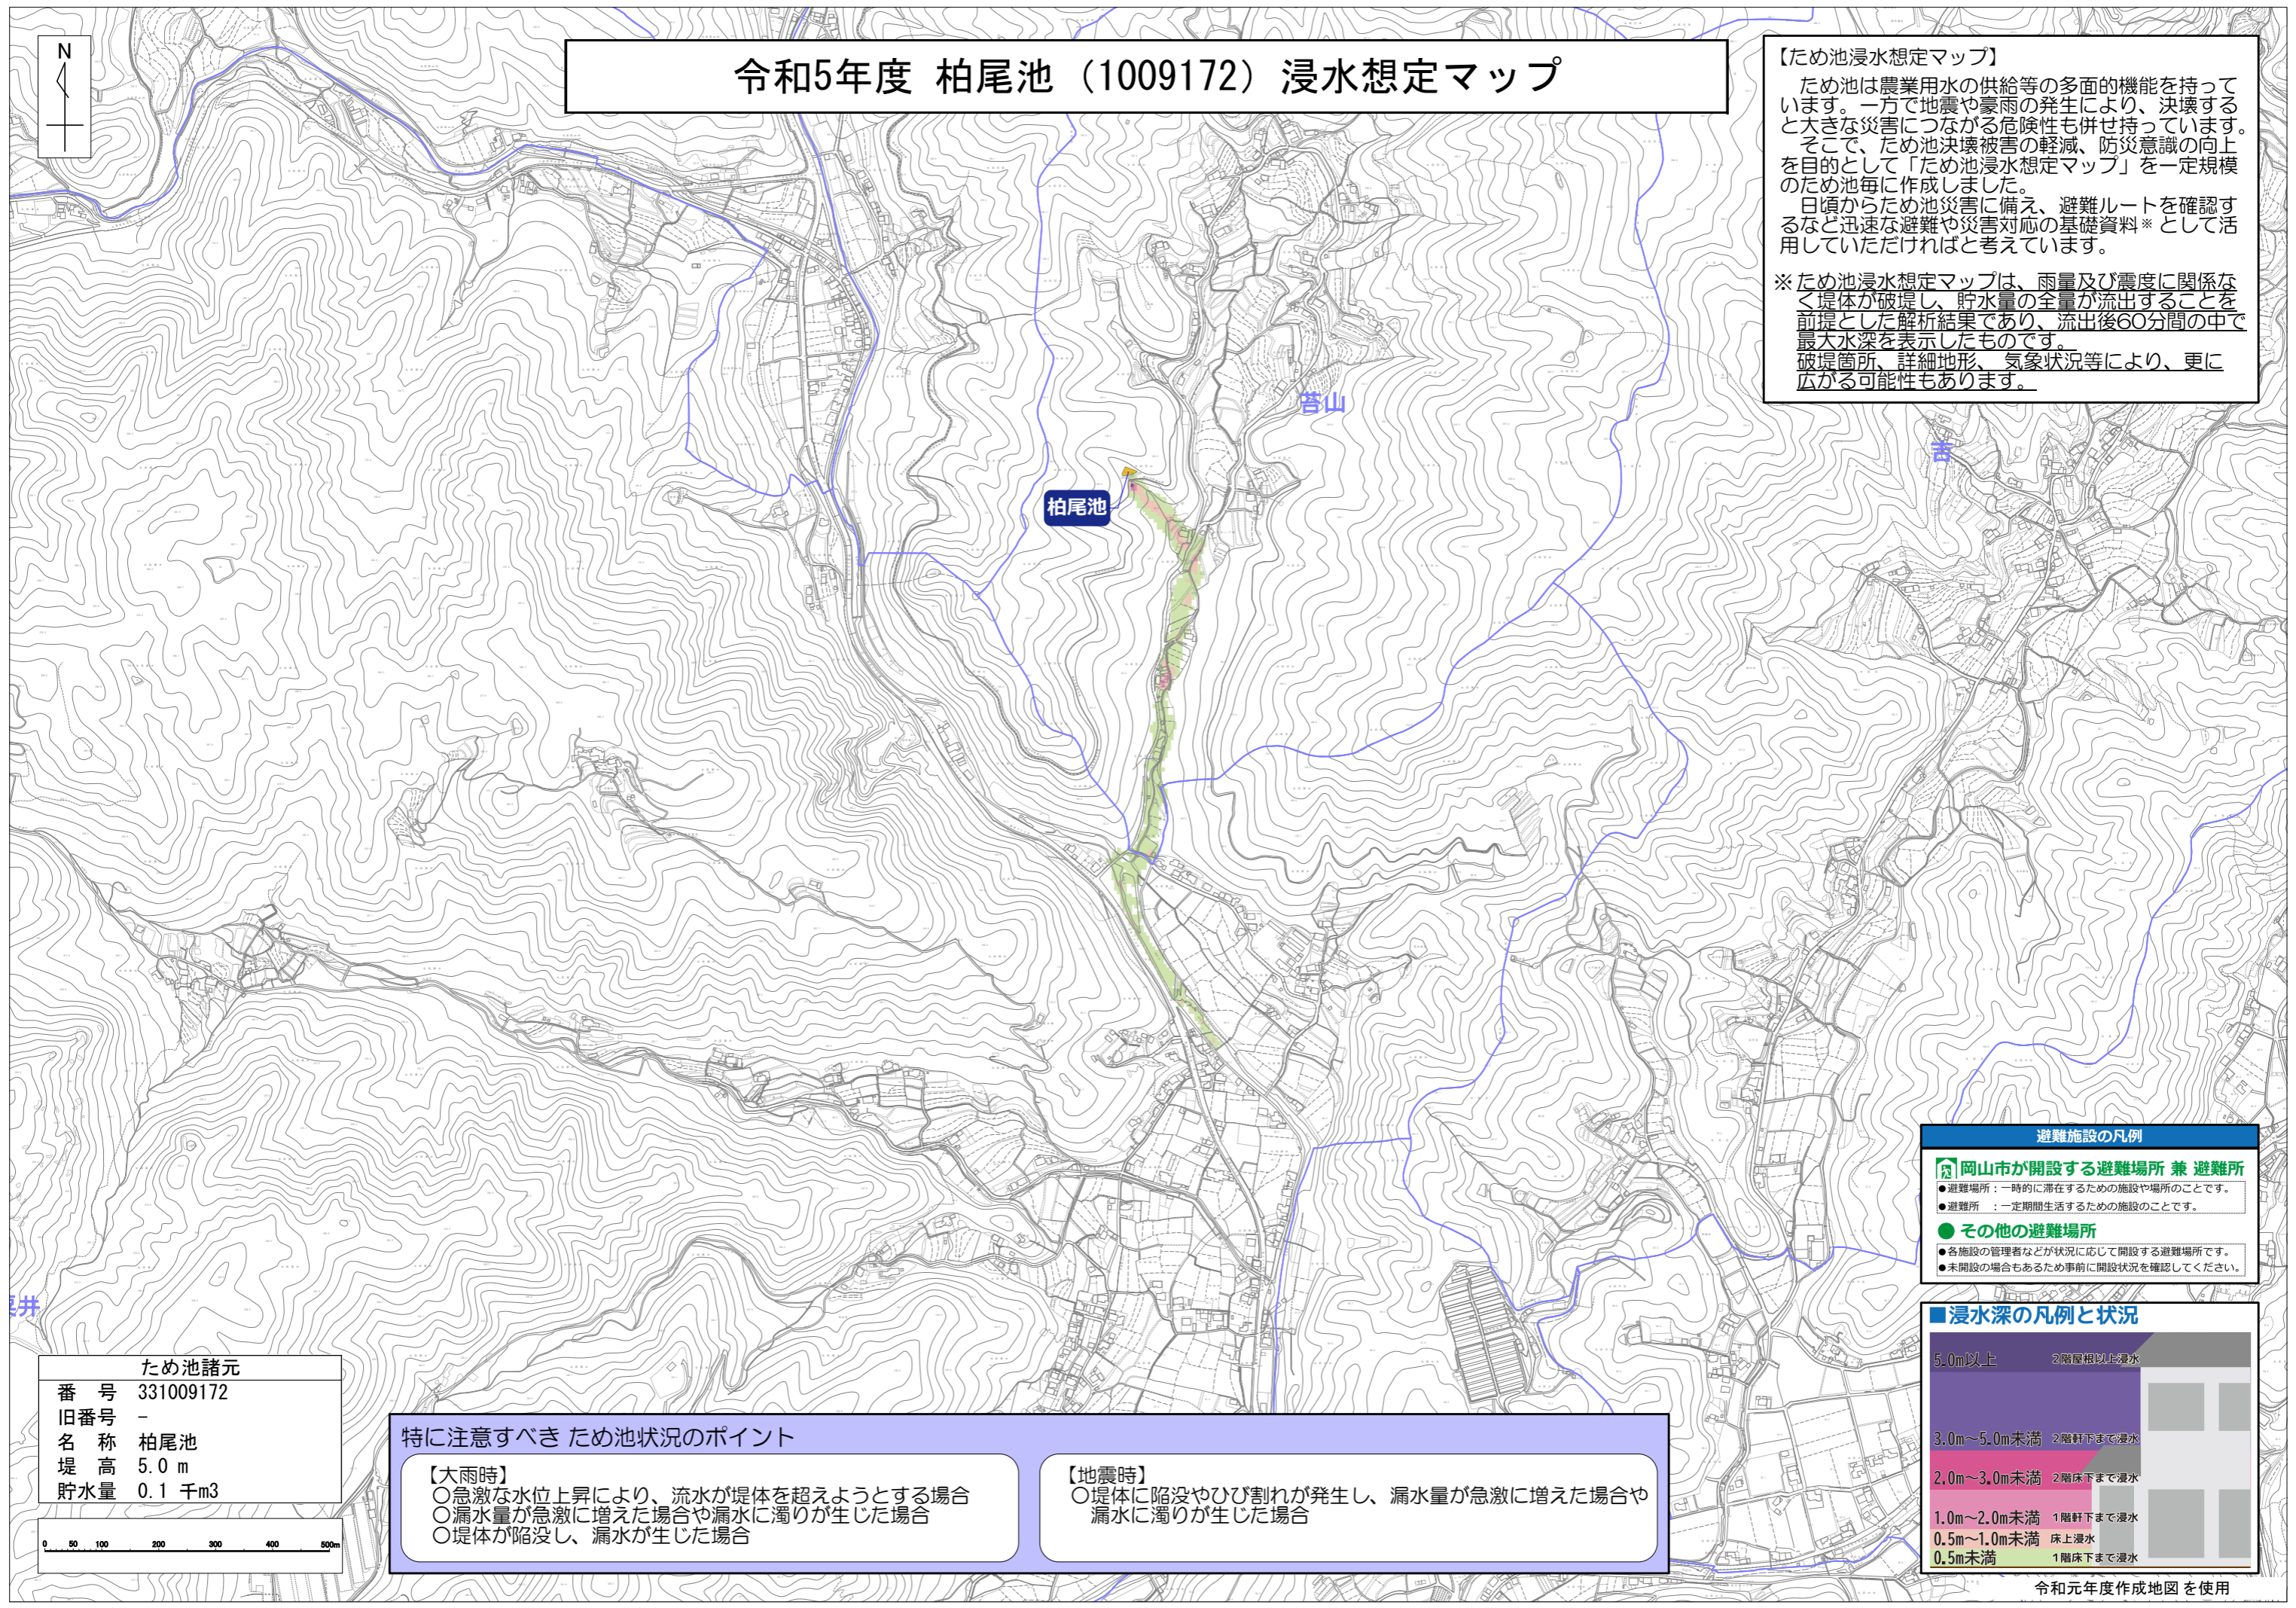 N
令和5年度 柏尾池（1009172）浸水想定マップ
【ため池浸水想定マップ】
ため池は農業用水の供給等の多面的機能を持って
います。一方で地震や豪雨の発生により、決壊する
と大きな災害につながる危険性も併せ持っています。
そこで、ため池決壊被害の軽減、防災意識の向上
を目的として「ため池浸水想定マップ」を一定規模
のため池毎に作成しました。
日頃からため池災害に備え、避難ルートを確認す
るなど迅速な避難や災害対応の基礎資料※として活
用していただければと考えています。
※ため池浸水想定マップは、雨量及び震度に関係な
く堤体が破堤し、貯水量の全量が流出することを
前提とした解析結果であり、流出後60分間の中で
最大水深を表示したものです。
破堤箇所、詳細地形、気象状況等により、更に
広がる可能性もあります。
苔山
吉
柏尾池
井
避難施設の凡例
岡山市が開設する避難場所 兼 避難所
●避難場所：一時的に滞在するための施設や場所のことです。
●避難所　：一定期間生活するための施設のことです。
● その他の避難場所
●各施設の管理者などが状況に応じて開設する避難場所です。
●未開設の場合もあるため事前に開設状況を確認してください。
■浸水深の凡例と状況
5.0m以上 2階屋根以上浸水
3.0m～5.0m未満 2階軒下まで浸水
2.0m～3.0m未満 2階床下まで浸水
1.0m～2.0m未満 1階軒下まで浸水
0.5m～1.0m未満 床上浸水
0.5m未満 1階床下まで浸水
令和元年度作成地図を使用
ため池諸元
番　号 331009172
旧番号 -
名　称 柏尾池
堤　高 5.0 m
貯水量 0.1 千m3
0 50 100 200 300 400 500m
特に注意すべき ため池状況のポイント
【大雨時】
○急激な水位上昇により、流水が堤体を超えようとする場合
○漏水量が急激に増えた場合や漏水に濁りが生じた場合
○堤体が陥没し、漏水が生じた場合
【地震時】
○堤体に陥没やひび割れが発生し、漏水量が急激に増えた場合や
漏水に濁りが生じた場合